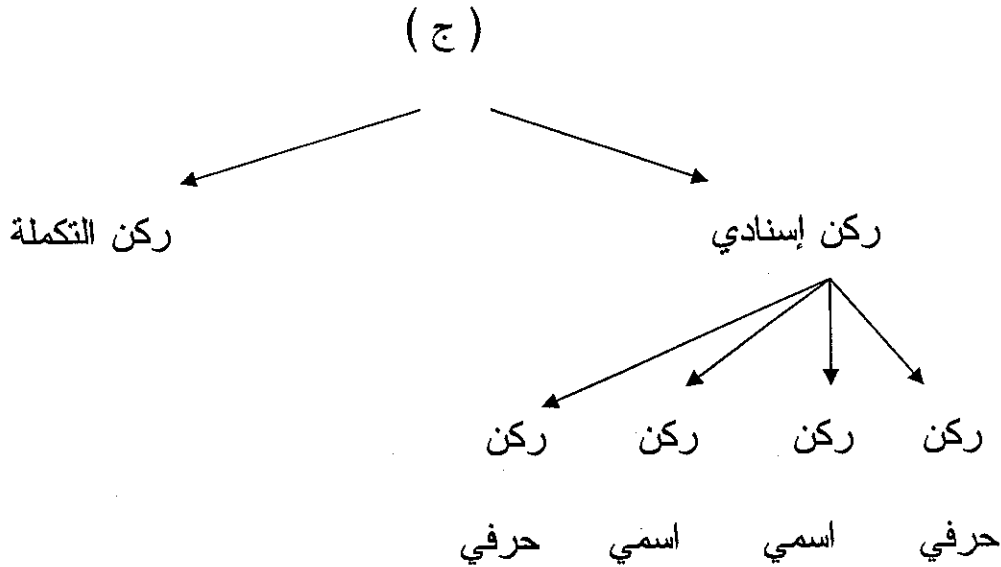 ( ج )
ركن إسنادي ركن التكملة
ركن ركن ركن ركن
حرفي اسمي اسمي حرفي